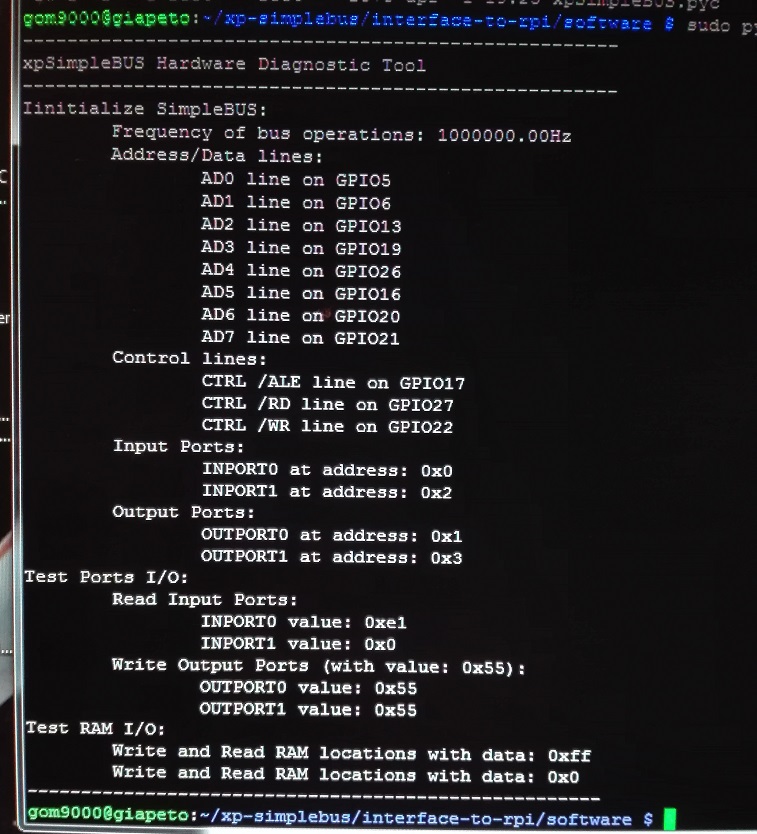 gom9000@giapeto:~/xp-simplebus/interface-to-rpi/software $ sudo py
-----------------------------------------------------
xpSimpleBUS Hardware Diagnostic Tool
-----------------------------------------------------
Iinitialize SimpleBUS:
Frequency of bus operations: 1000000.00Hz
Address/Data lines:
AD0 line on GPIO5
AD1 line on GPIO6
AD2 line on GPIO13
AD3 line on GPIO19
AD4 line on GPIO26
AD5 line on GPIO16
AD6 line on GPIO20
AD7 line on GPIO21
Control lines:
CTRL /ALE line on GPIO17
CTRL /RD line on GPIO27
CTRL /WR line on GPIO22
Input Ports:
INPORT0 at address: 0x0
INPORT1 at address: 0x2
Output Ports:
OUTPORT0 at address: 0x1
OUTPORT1 at address: 0x3
Test Ports I/O:
Read Input Ports:
INPORT0 value: 0xe1
INPORT1 value: 0x0
Write Output Ports (with value: 0x55):
OUTPORT0 value: 0x55
OUTPORT1 value: 0x55
Test RAM I/O:
Write and Read RAM locations with data: 0xff
Write and Read RAM locations with data: 0x0
-----------------------------------------------------
gom9000@giapeto:~/xp-simplebus/interface-to-rpi/software $